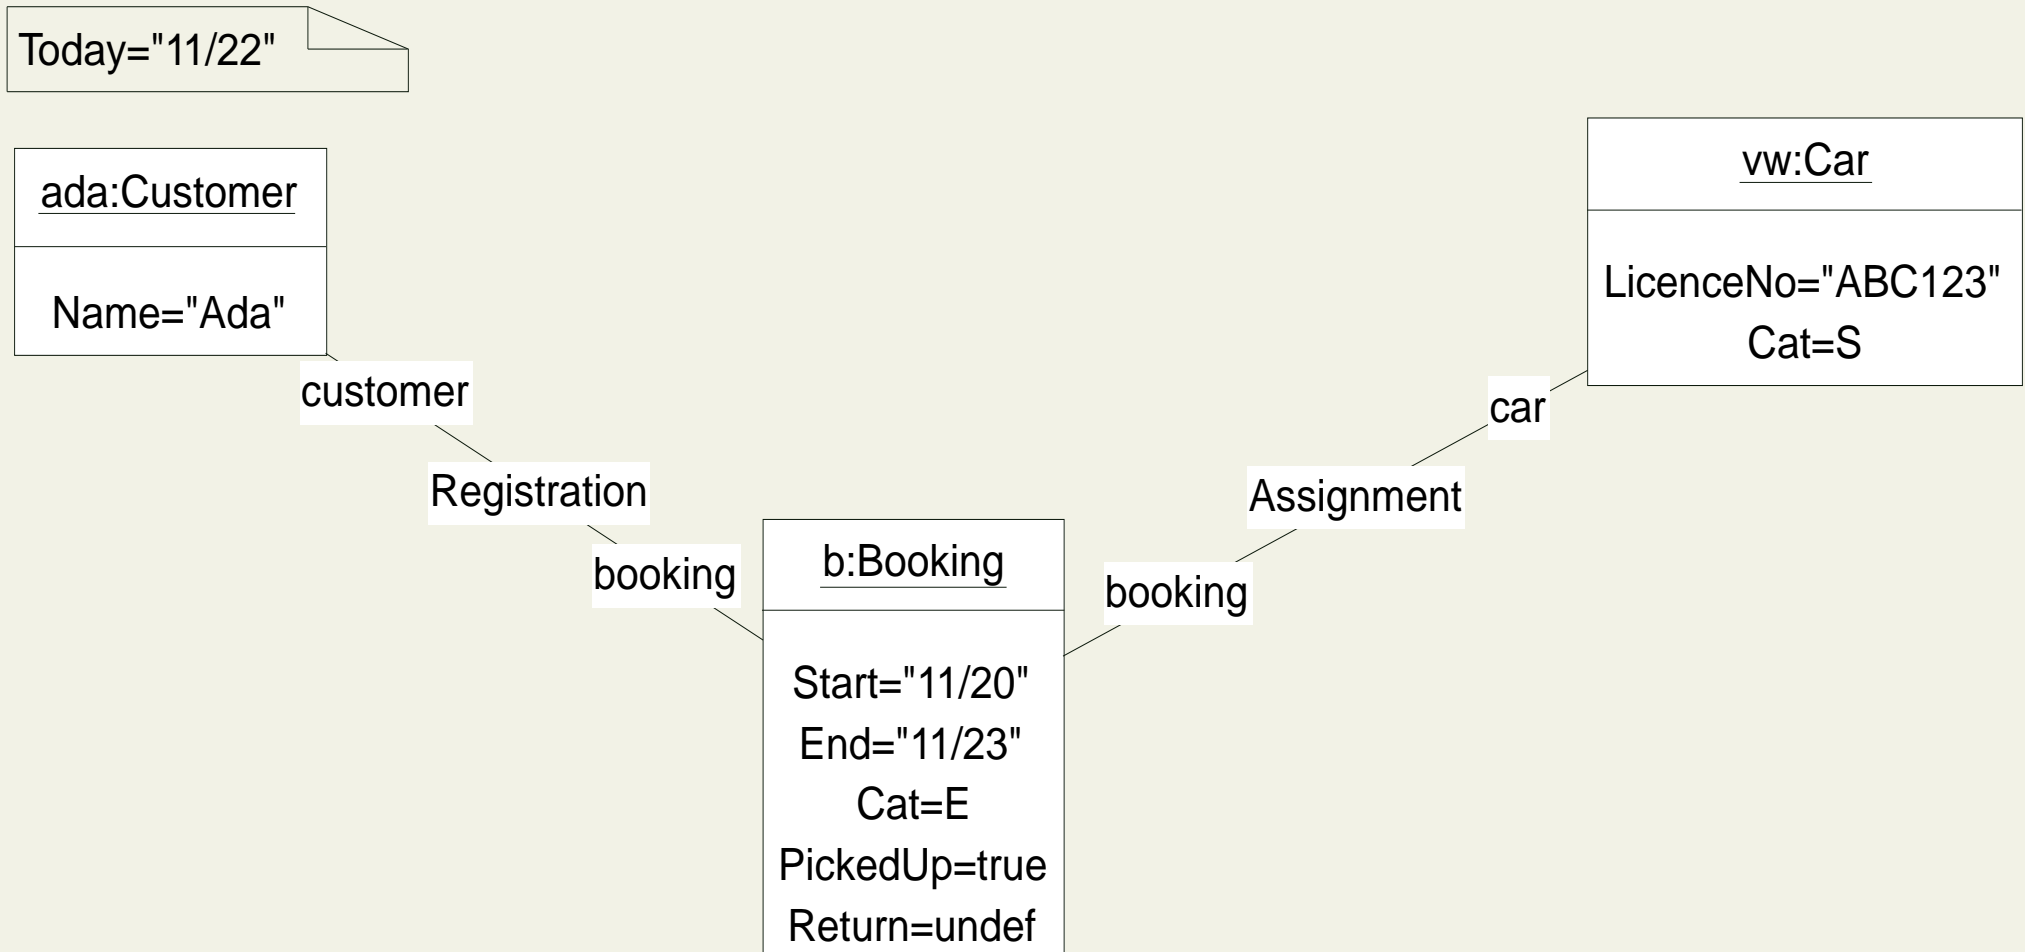 Today="11/22"
ada:Customer
Name="Ada"
vw:Car
LicenceNo="ABC123"
Cat=S
customer
Registration
booking
car
Assignment
booking
b:Booking
Start="11/20"
End="11/23"
Cat=E
PickedUp=true
Return=undef